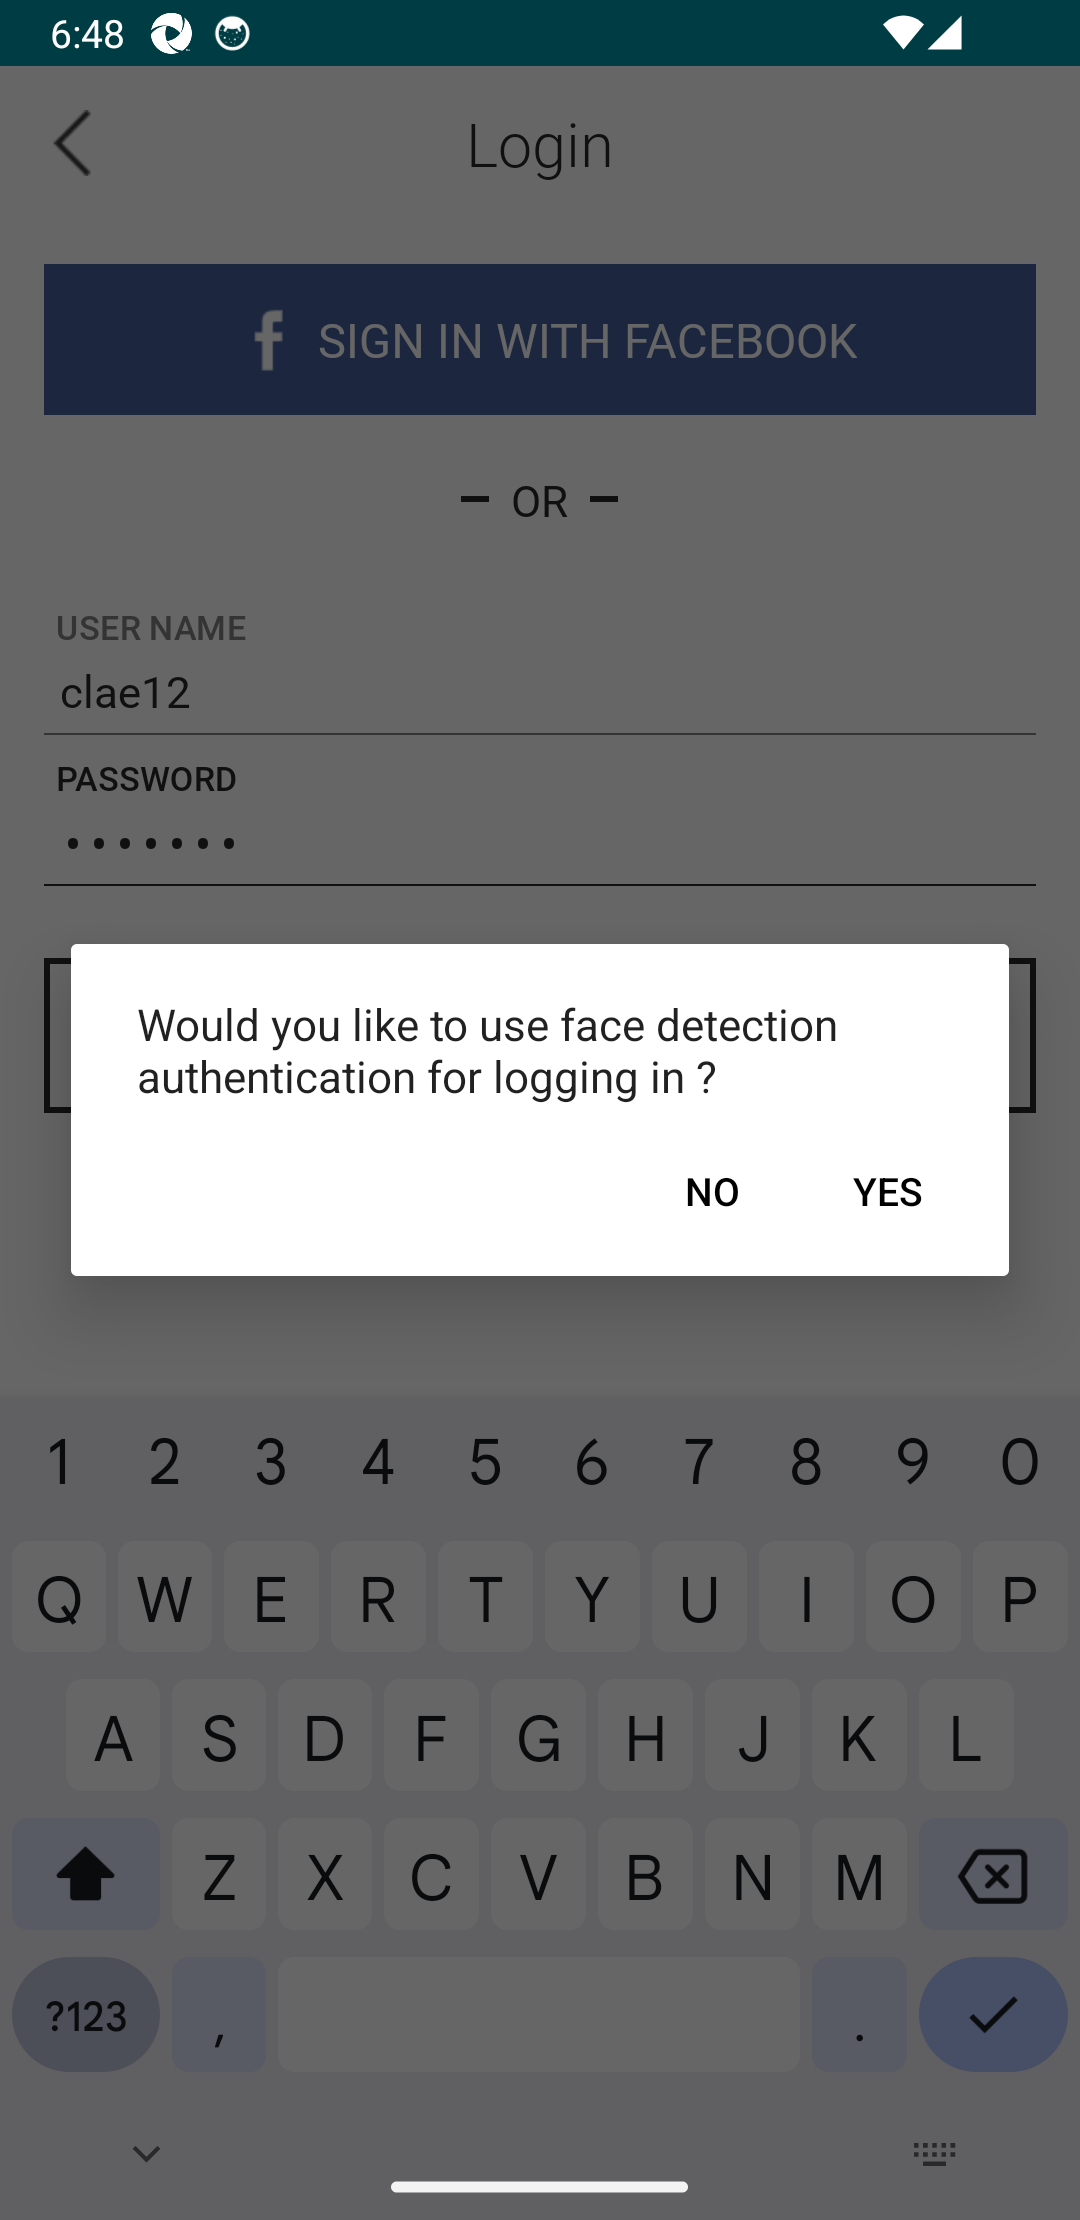 6:48
Login
SIGN IN WITH FACEBOOK
OR
USER NAME
clae12
PASSWORD
•••••••
Would you like to use face detection
authentication for logging in ?
NO YES
1 2 3 4 5 6 7 8 9 0
Q W E R T Y U I O P
A S D F G H J K L
Z X C V B N M
?123 , .